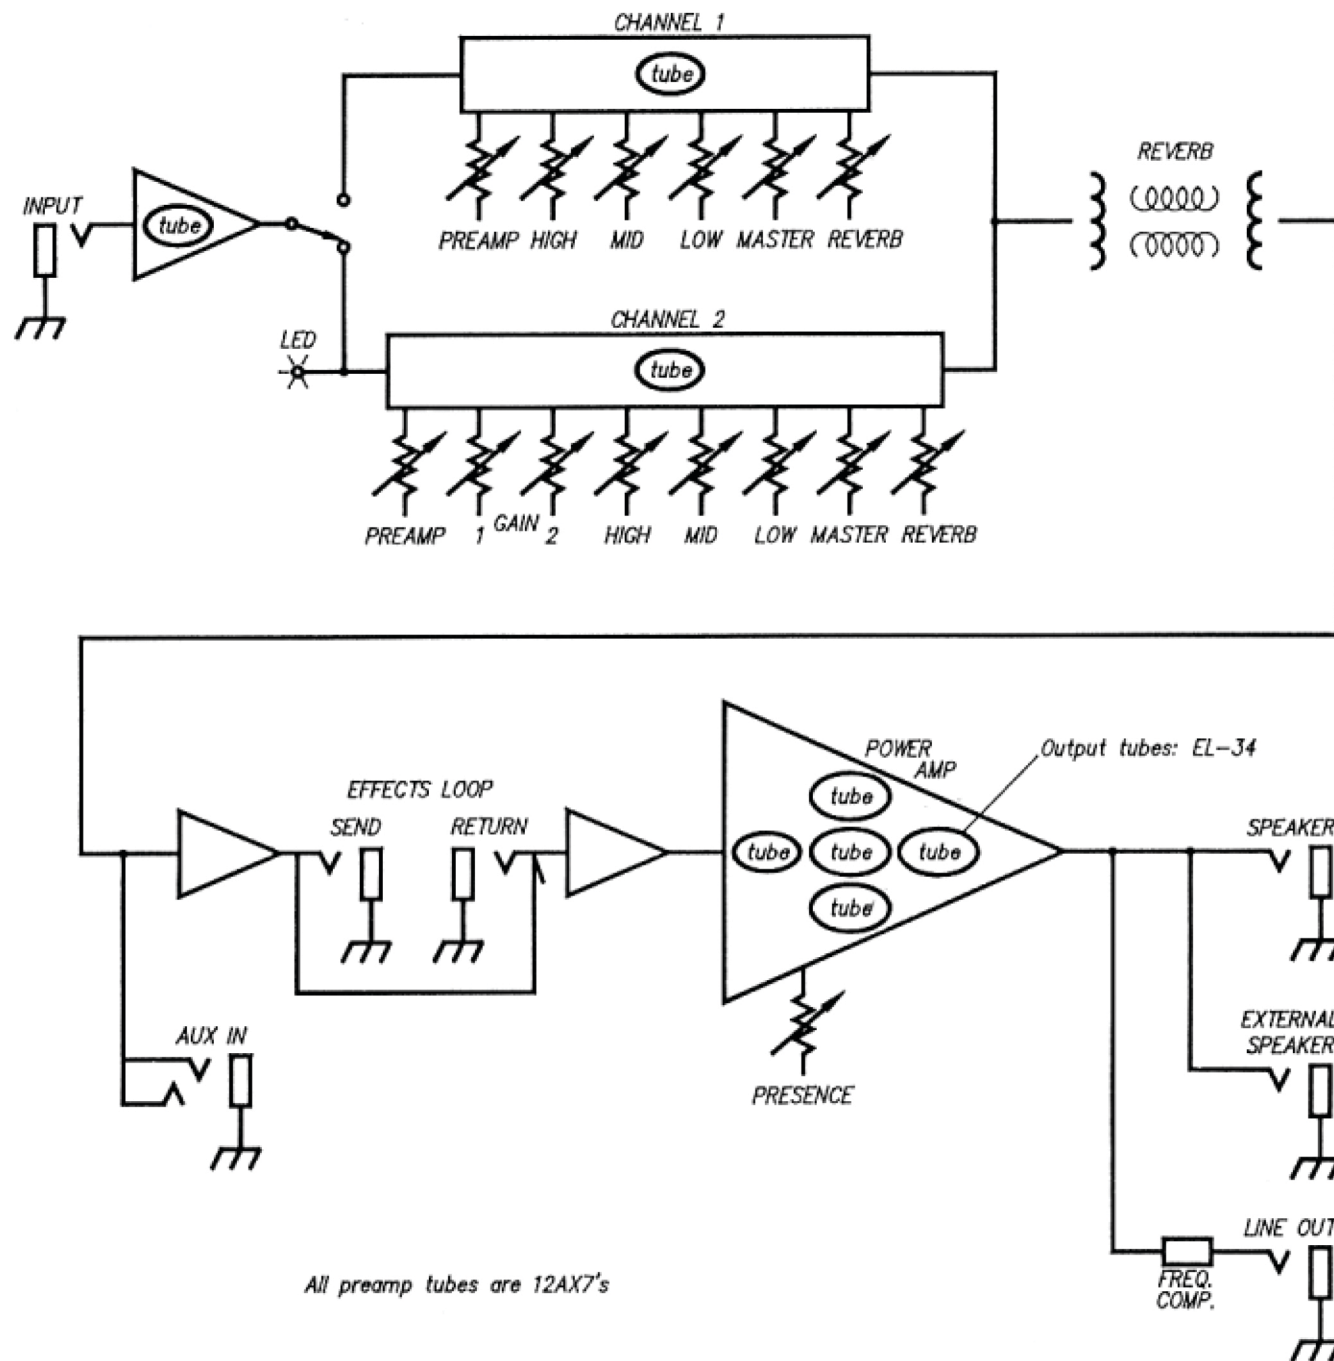 CHANNEL 1
tube
REVERB
INPUT
tube
PREAMP HIGH MID LOW MASTER REVERB
CHANNEL 2
LED
tube
PREAMP 1 GAIN 2 HIGH MID LOW MASTER REVERB
POWER
AMP
Output tubes: EL-34
EFFECTS LOOP
SEND
RETURN
tube
tube
tube
tube
tube
SPEAKER
AUX IN
PRESENCE
EXTERNAL
SPEAKER
LINE OUT
FREQ.
COMP.
All preamp tubes are 12AX7's